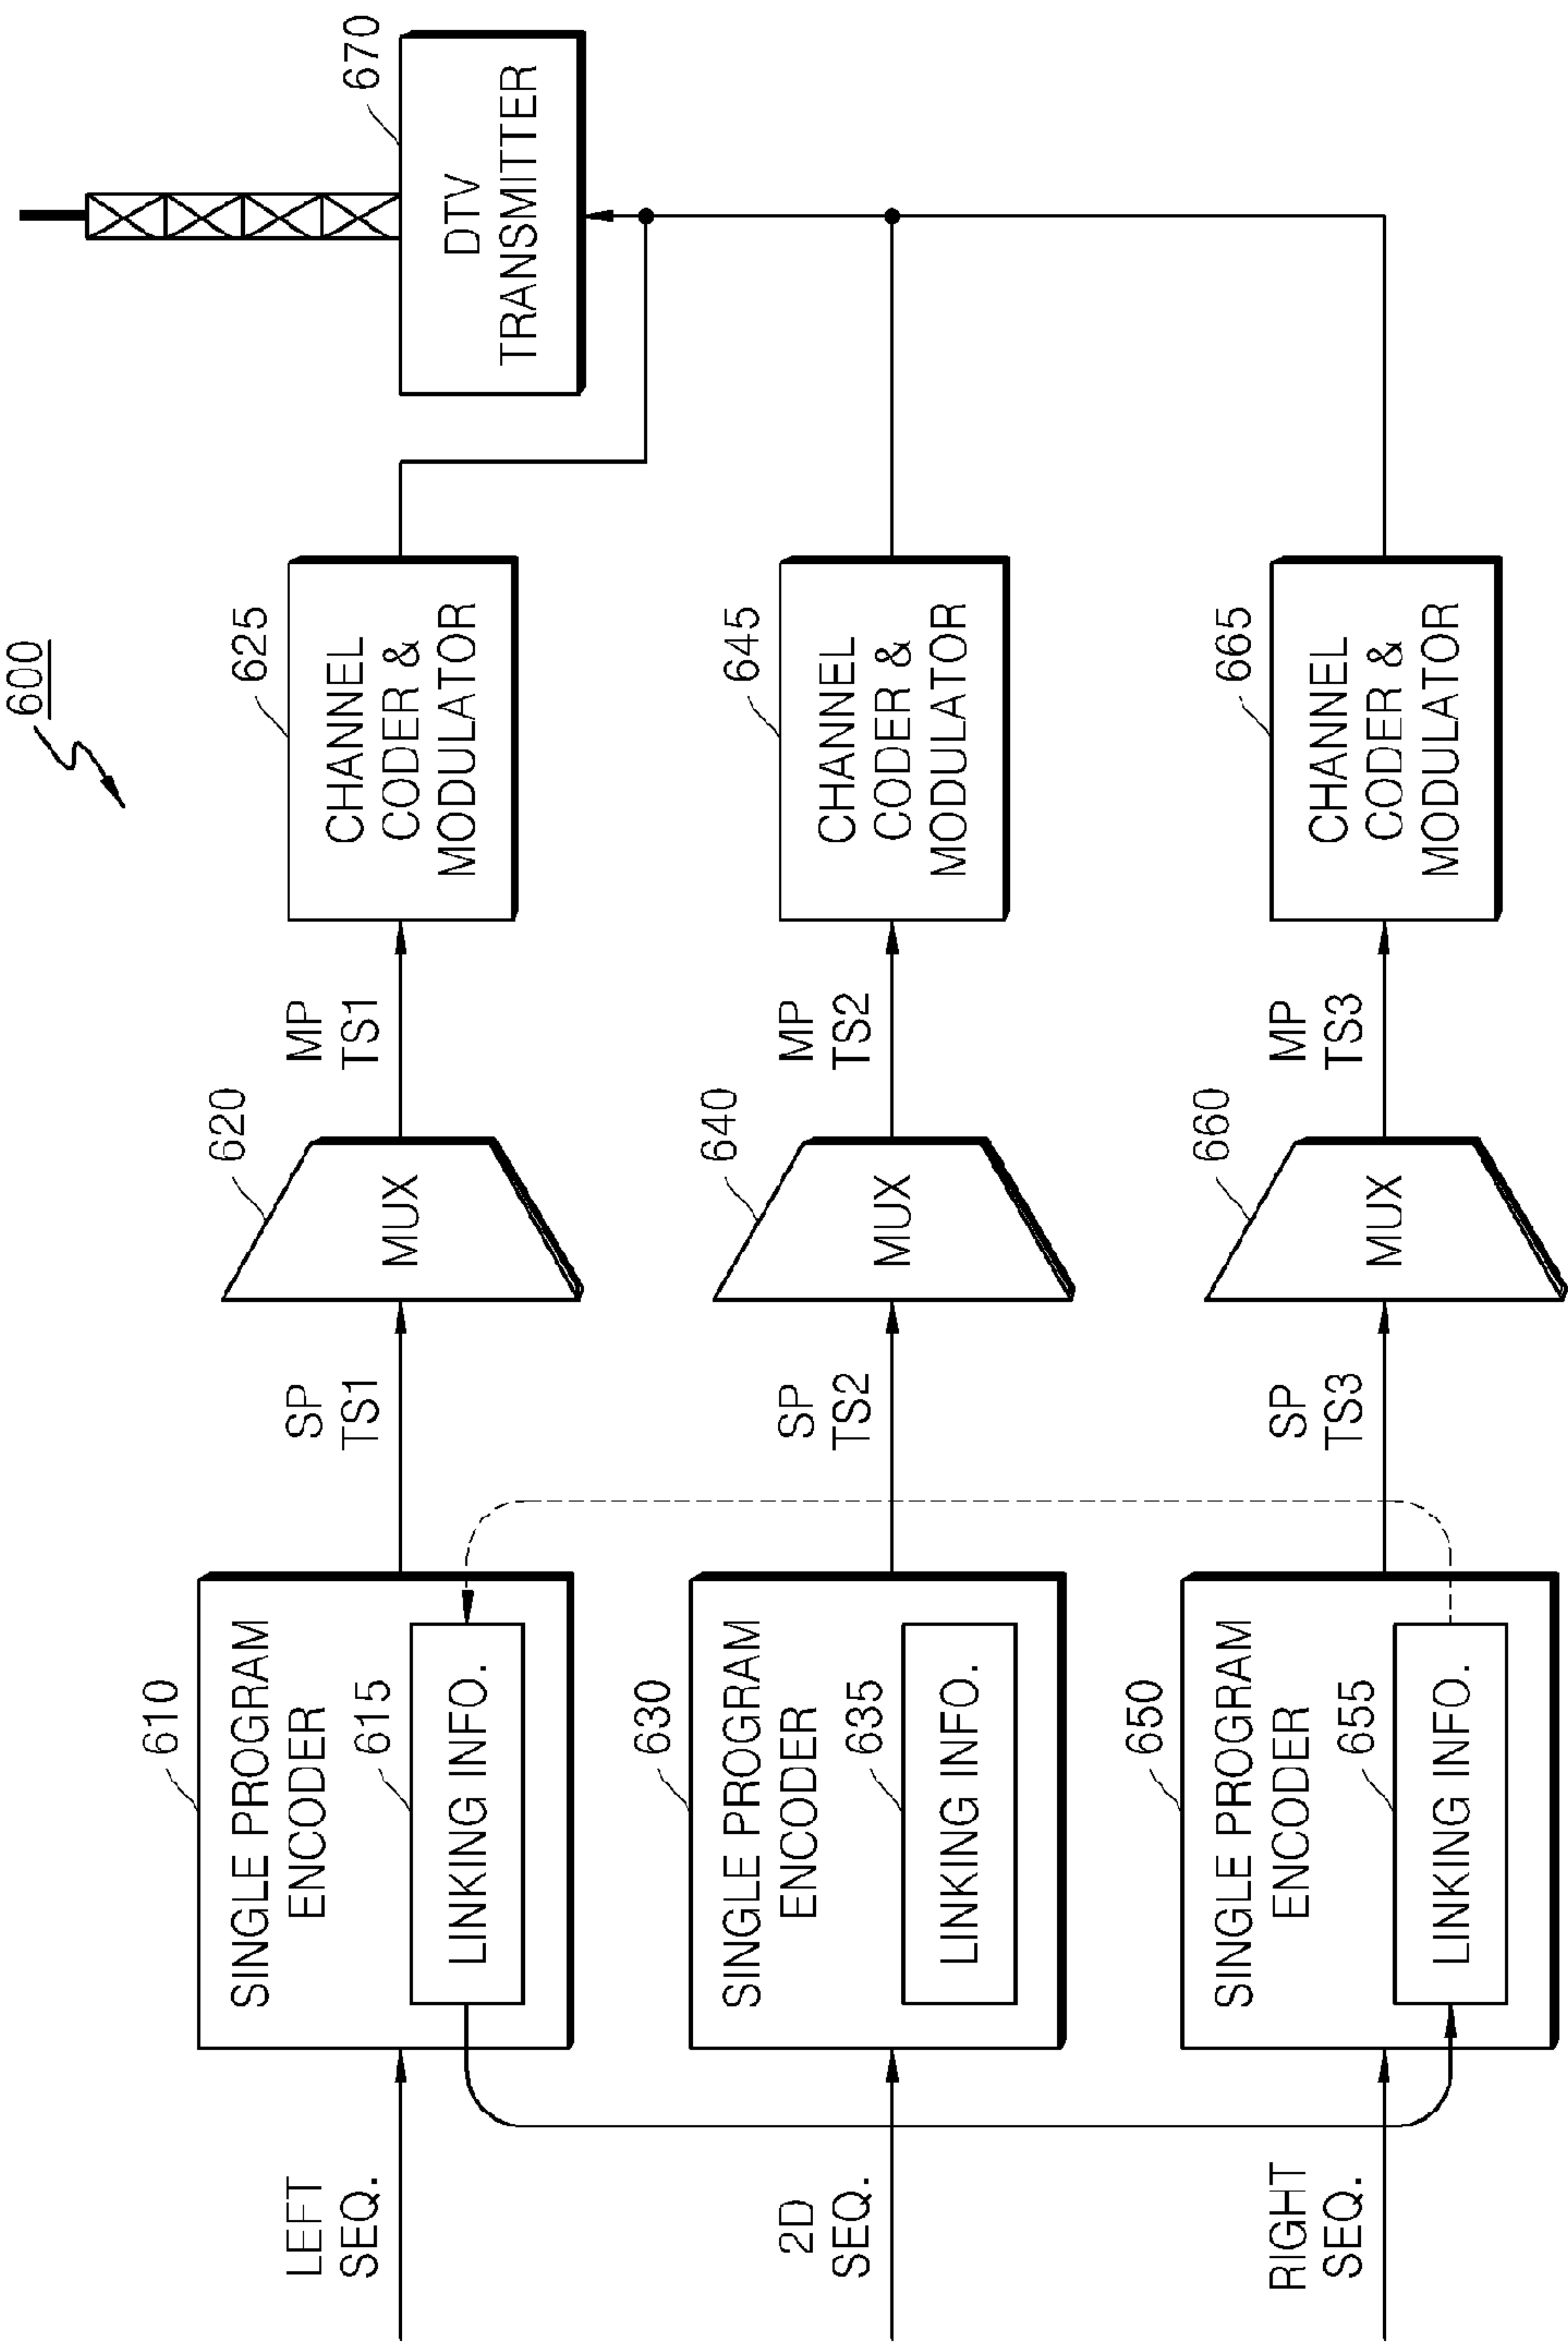 600
LEFT
SEQ.
610
SINGLE PROGRAM
ENCODER
615
LINKING INFO.
SP
TS1
620
MUX
MP
TS1
625
CHANNEL
CODER &
MODULATOR
670
DTV
TRANSMITTER
2D
SEQ.
630
SINGLE PROGRAM
ENCODER
635
LINKING INFO.
SP
TS2
640
MUX
MP
TS2
645
CHANNEL
CODER &
MODULATOR
RIGHT
SEQ.
650
SINGLE PROGRAM
ENCODER
655
LINKING INFO.
SP
TS3
660
MUX
MP
TS3
665
CHANNEL
CODER &
MODULATOR